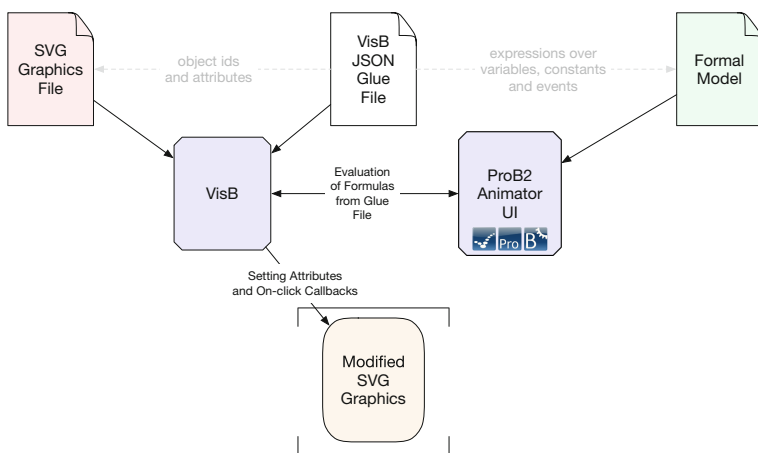 SVG
Graphics
File
object ids
and attributes
VisB
JSON
Glue
File
expressions over
variables, constants
and events
Formal
Model
VisB
Evaluation
of Formulas
from Glue
File
ProB2
Animator
UI
Pro
B
Setting Attributes
and On-click Callbacks
Modified
SVG
Graphics